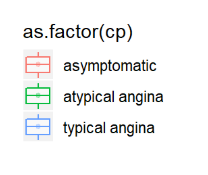 as.factor(cp)
asymptomatic
atypical angina
typical angina